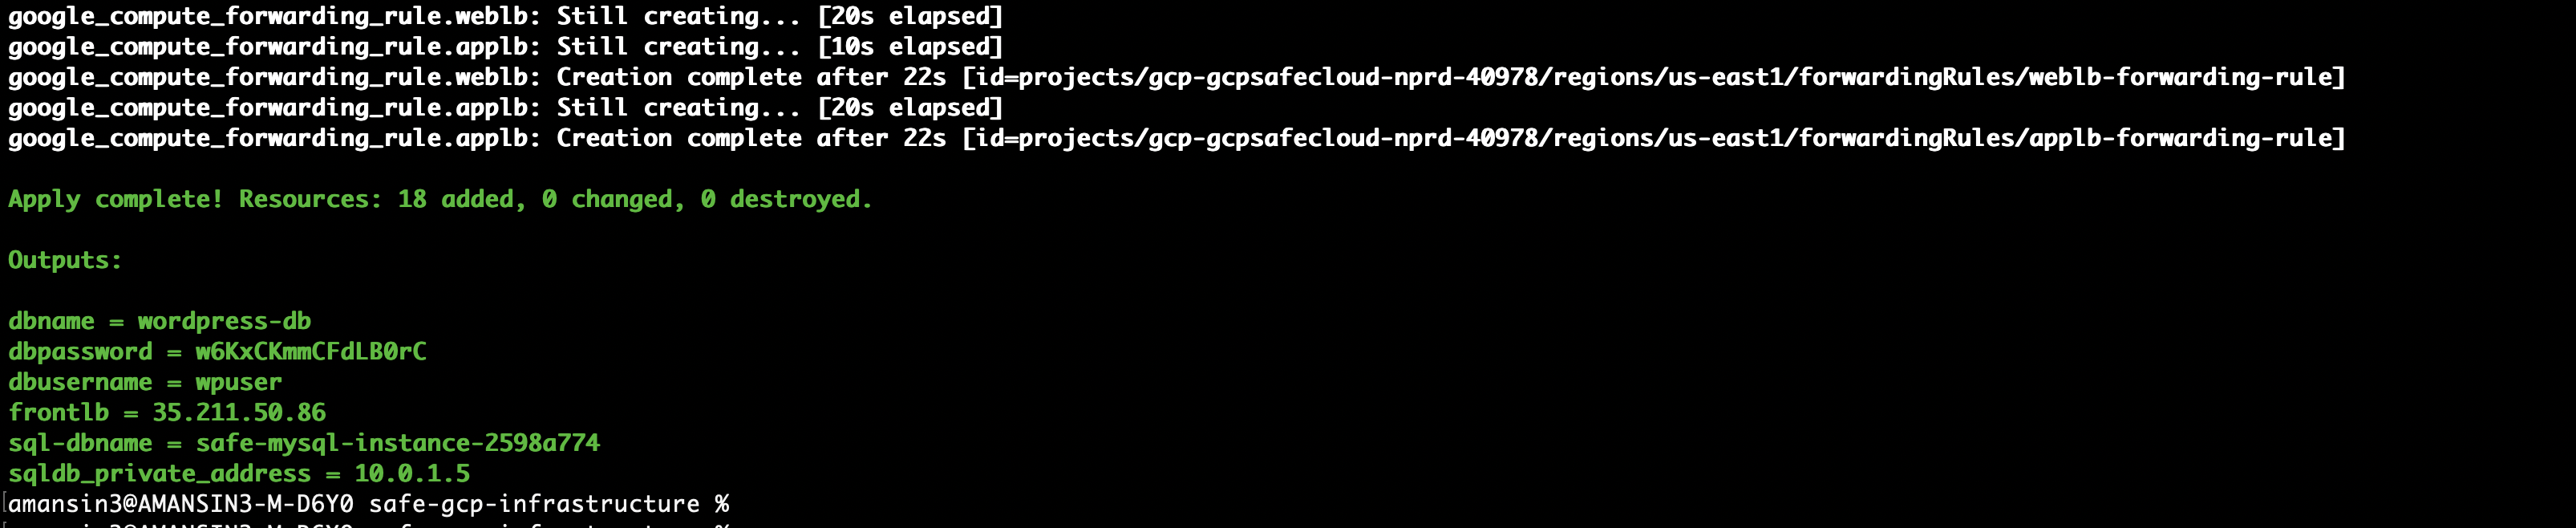 google_compute_forwarding_rule.weblb: Still creating... [20s elapsed]
google_compute_forwarding_rule.applb: Still creating... [10s elapsed]
google_compute_forwarding_rule.weblb: Creation complete after 22s [id=projects/gcp-gcpsafecloud-nprd-40978/regions/us-east1/forwardingRules/weblb-forwarding-rule]
google_compute_forwarding_rule.applb: Still creating... [20s elapsed]
google_compute_forwarding_rule.applb: Creation complete after 22s [id=projects/gcp-gcpsafecloud-nprd-40978/regions/us-east1/forwardingRules/applb-forwarding-rule]
Apply complete! Resources: 18 added, 0 changed, 0 destroyed.
Outputs:
dbname = wordpress-db
dbpassword = w6KxCKmmCFdLB0rC
dbusername = wpuser
frontlb = 35.211.50.86
sql-dbname = safe-mysql-instance-2598a774
sqldb_private_address = 10.0.1.5
amansin3@AMANSIN3-M-D6Y0 safe-gcp-infrastructure %